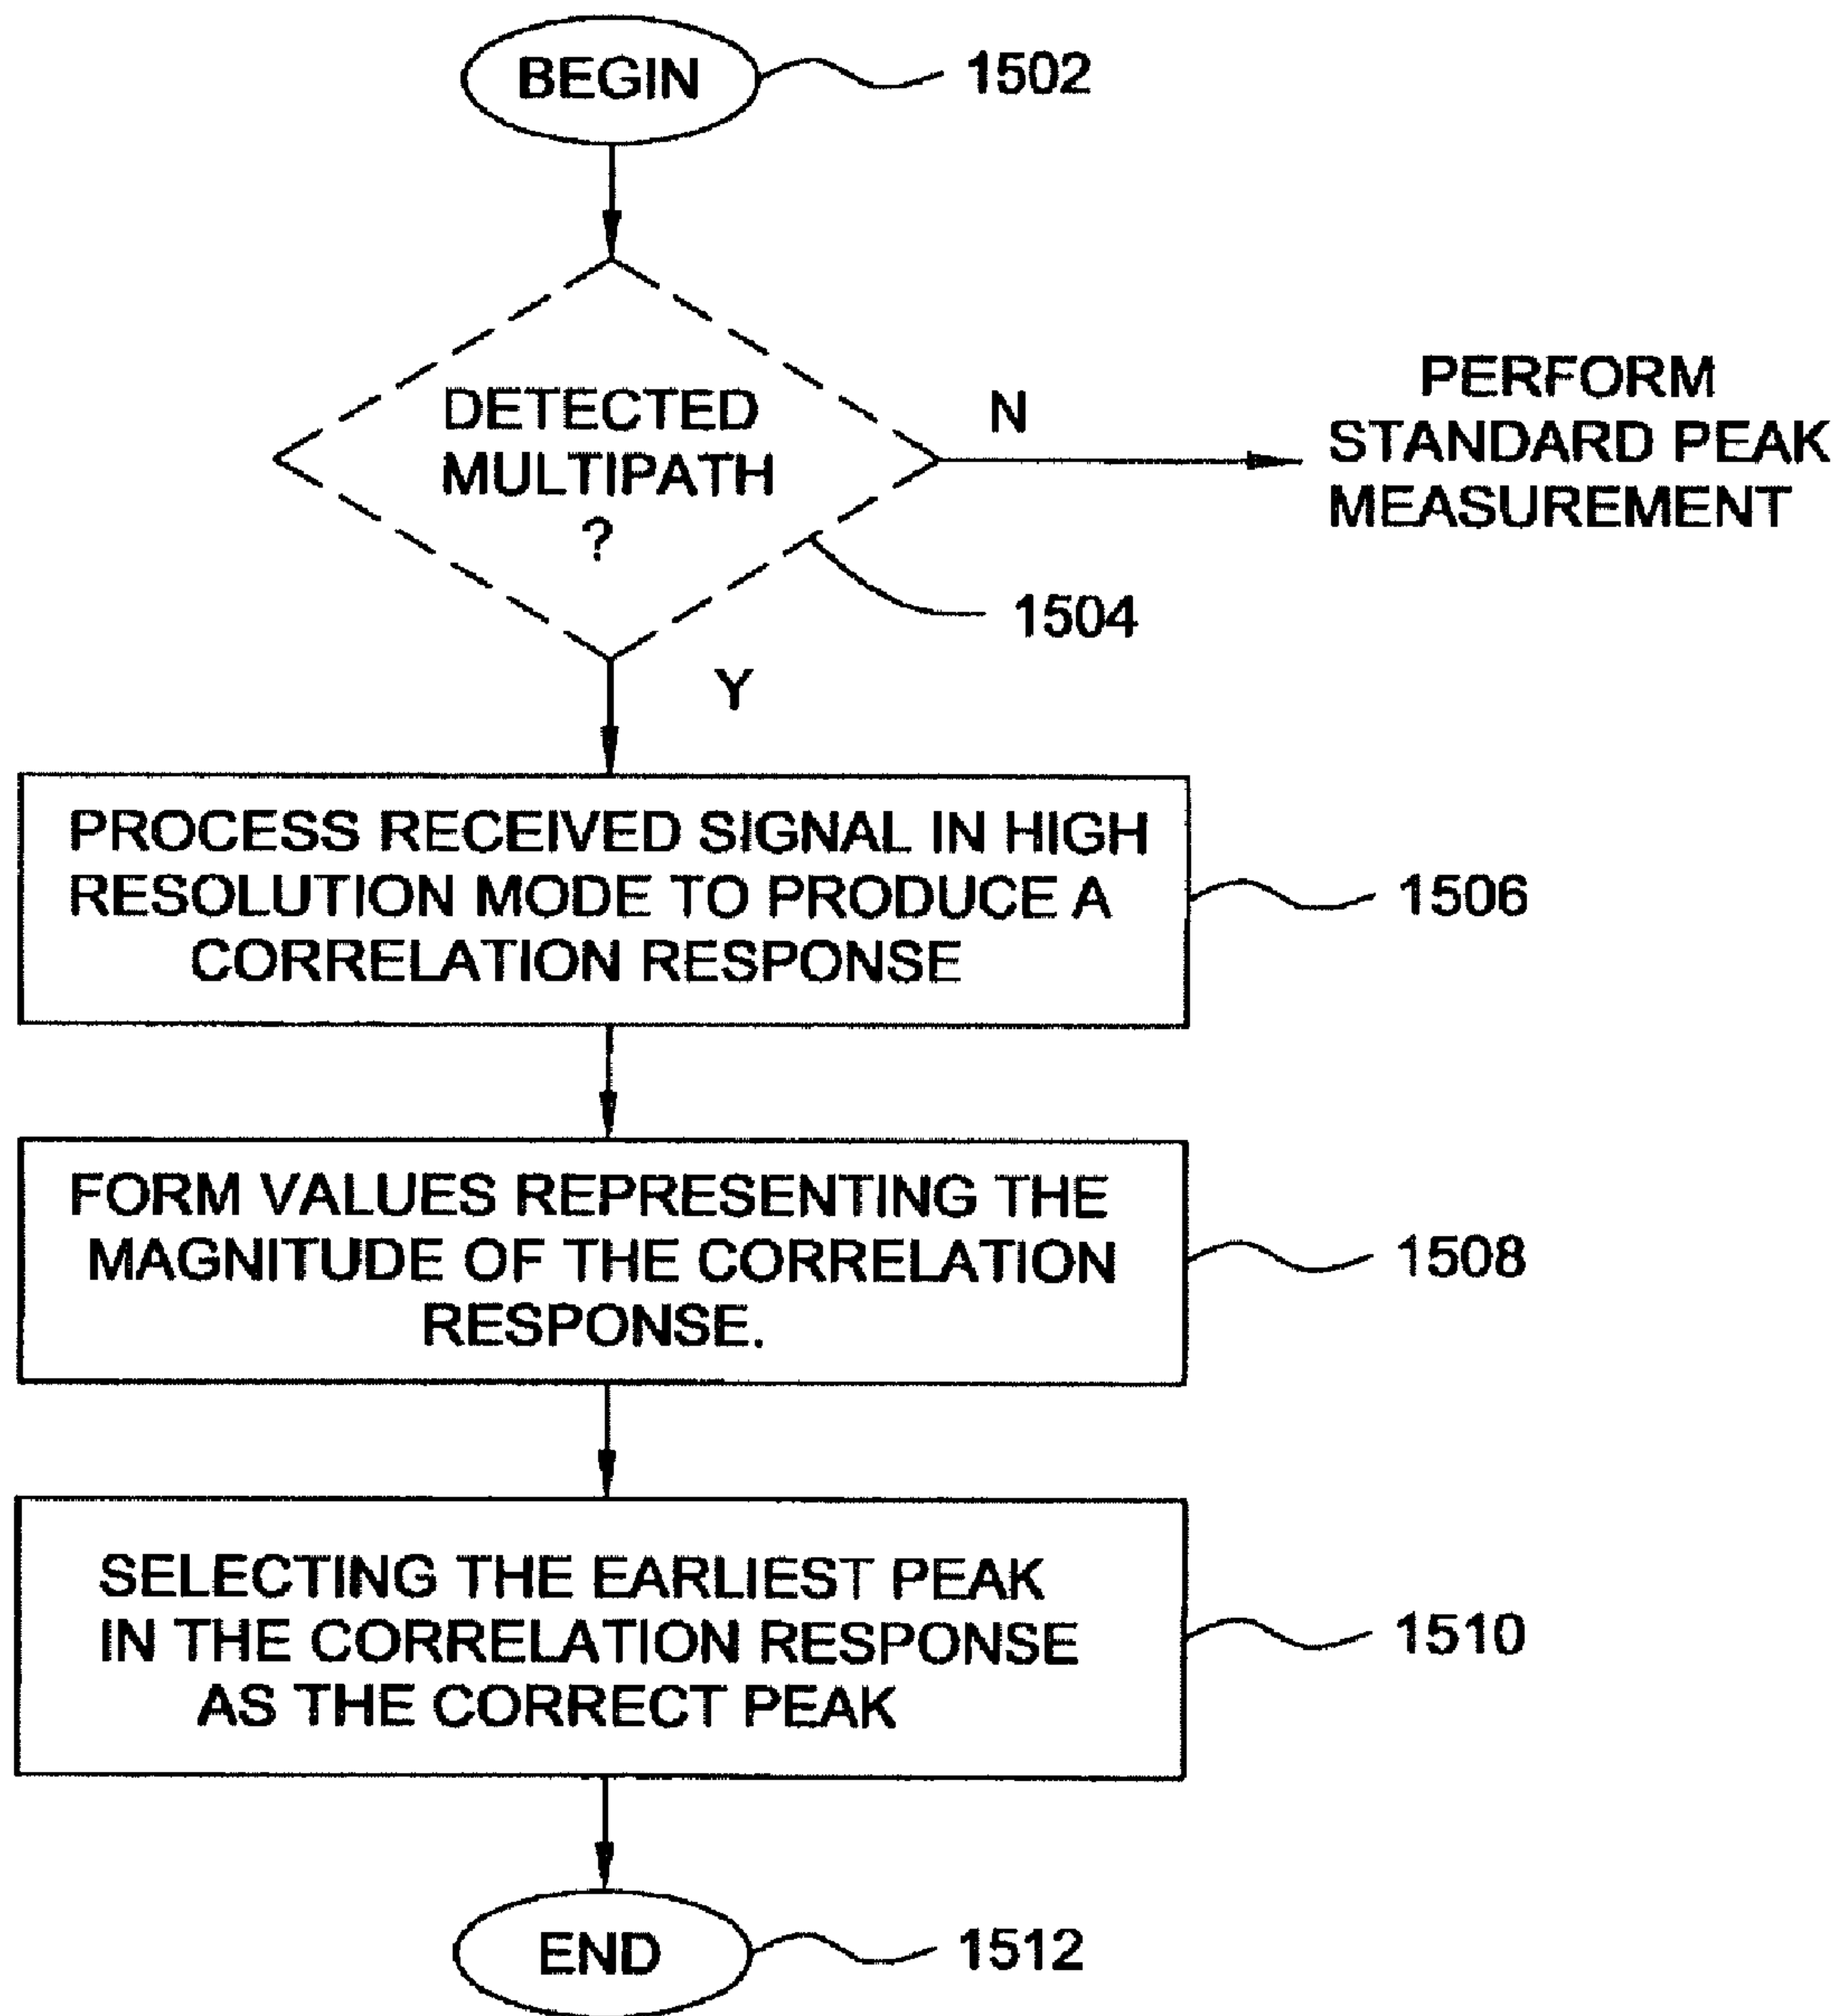 BEGIN
1502
DETECTED
MULTIPATH
?
N
PERFORM
STANDARD PEAK
MEASUREMENT
1504
Y
PROCESS RECEIVED SIGNAL IN HIGH
RESOLUTION MODE TO PRODUCE A
CORRELATION RESPONSE
1506
FORM VALUES REPRESENTING THE
MAGNITUDE OF THE CORRELATION
RESPONSE.
1508
SELECTING THE EARLIEST PEAK
IN THE CORRELATION RESPONSE
AS THE CORRECT PEAK
1510
END
1512